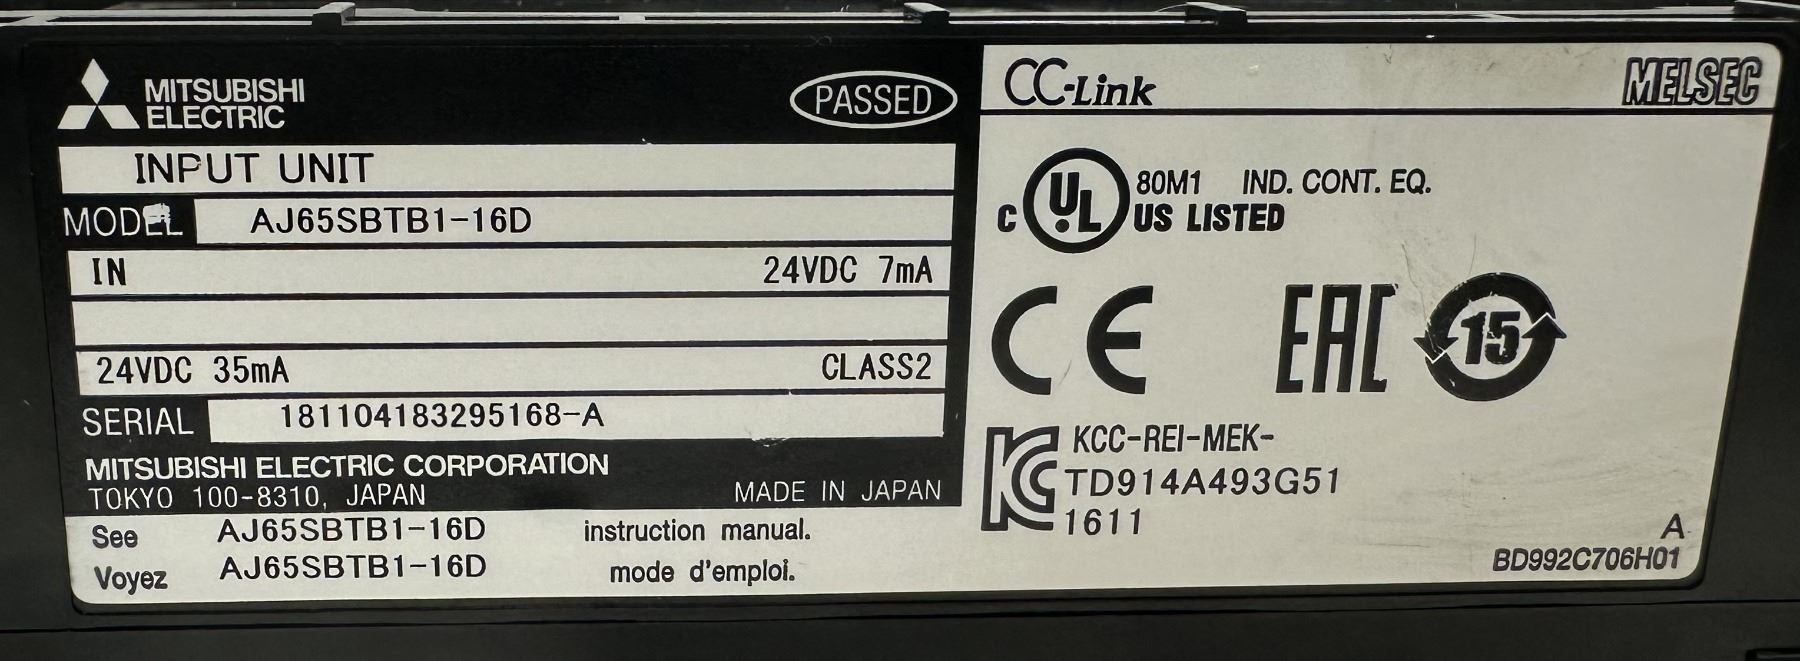 MITSUBISHI
ELECTRIC
PASSED
INPUT UNIT
MODEL AJ65SBTB1-16D
IN 24VDC 7mA
24VDC 35mA CLASS2
SERIAL 181104183295168-A
MITSUBISHI ELECTRIC CORPORATION
TOKYO 100-8310, JAPAN MADE IN JAPAN
See AJ65SBTB1-16D instruction manual.
Voyez AJ65SBTB1-16D mode d'emploi.
CC-Link MELSEC
80M1 IND. CONT. EQ.
C UL US LISTED
CE EAC 15
KCC-REI-MEK-
TD914A493G51
1611
A
BD992C706H01